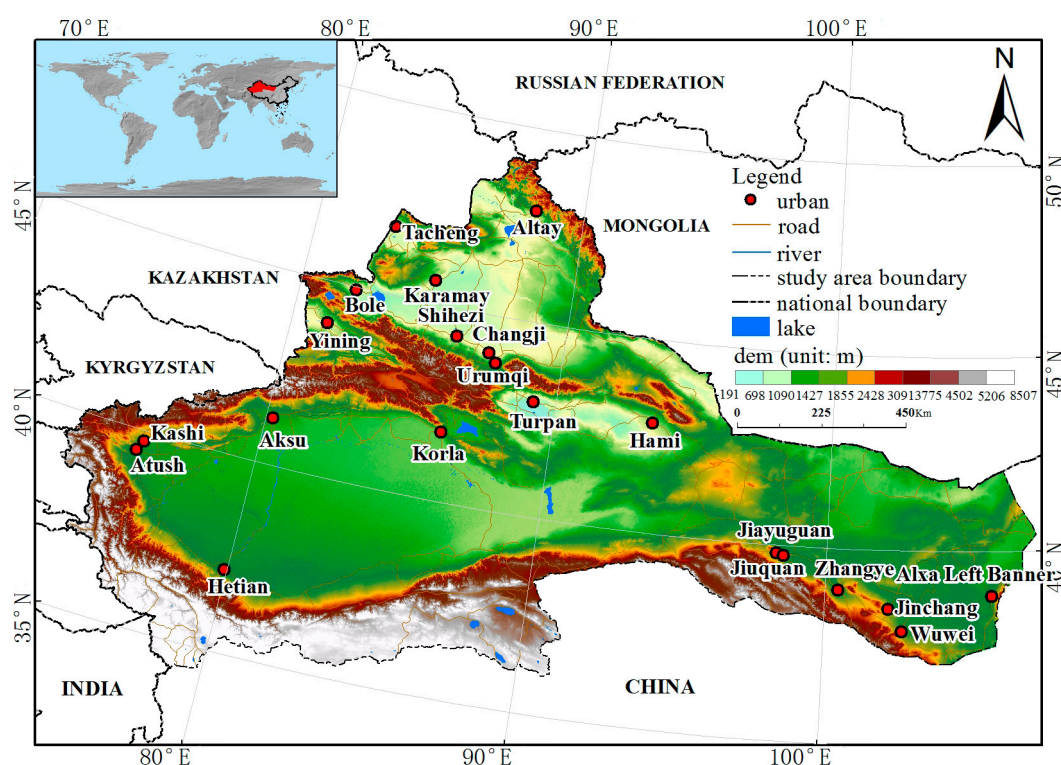 70°E
80°E
90°E
100°E
RUSSIAN FEDERATION
N
45°N
50°N
Legend
urban
road
river
study area boundary
national boundary
lake
dem (unit: m)
191 698 1090 1427 1855 2428 3091 3775 4502 5206 8507
0 225 450Km
MONGOLIA
KAZAKHSTAN
KYRGYZSTAN
Tacheng
Altay
Karamay
Bole
Shihezi
Changji
Yining
Urumqi
45°N
40°N
Turpan
Hami
Kashi
Aksu
Korla
Atush
Jiayuguan
Jiuquan
Zhangye
Alxa Left Banner
40°N
Hetian
Jinchang
Wuwei
35°N
INDIA
CHINA
80°E
90°E
100°E